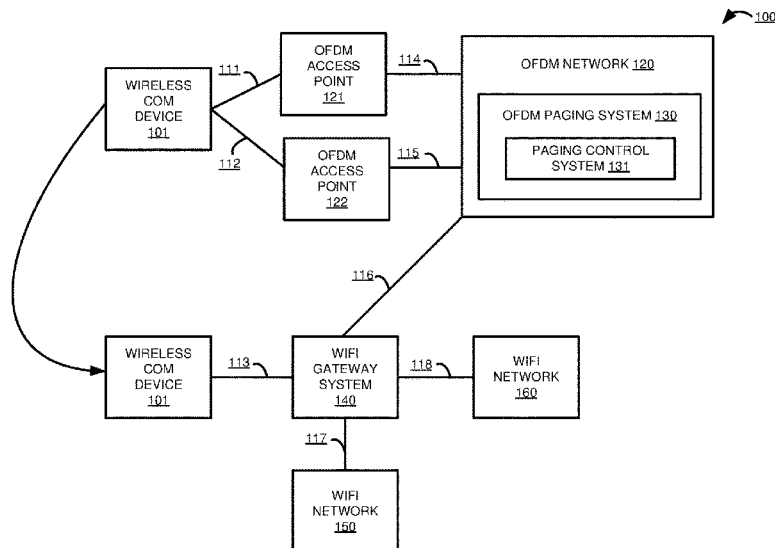 100
OFDM
ACCESS
POINT
121
111
114
WIRELESS
COM
DEVICE
101
112
OFDM
ACCESS
POINT
122
115
OFDM NETWORK 120
OFDM PAGING SYSTEM 130
PAGING CONTROL
SYSTEM 131
116
WIRELESS
COM
DEVICE
101
113
WIFI
GATEWAY
SYSTEM
140
118
WIFI
NETWORK
160
117
WIFI
NETWORK
150